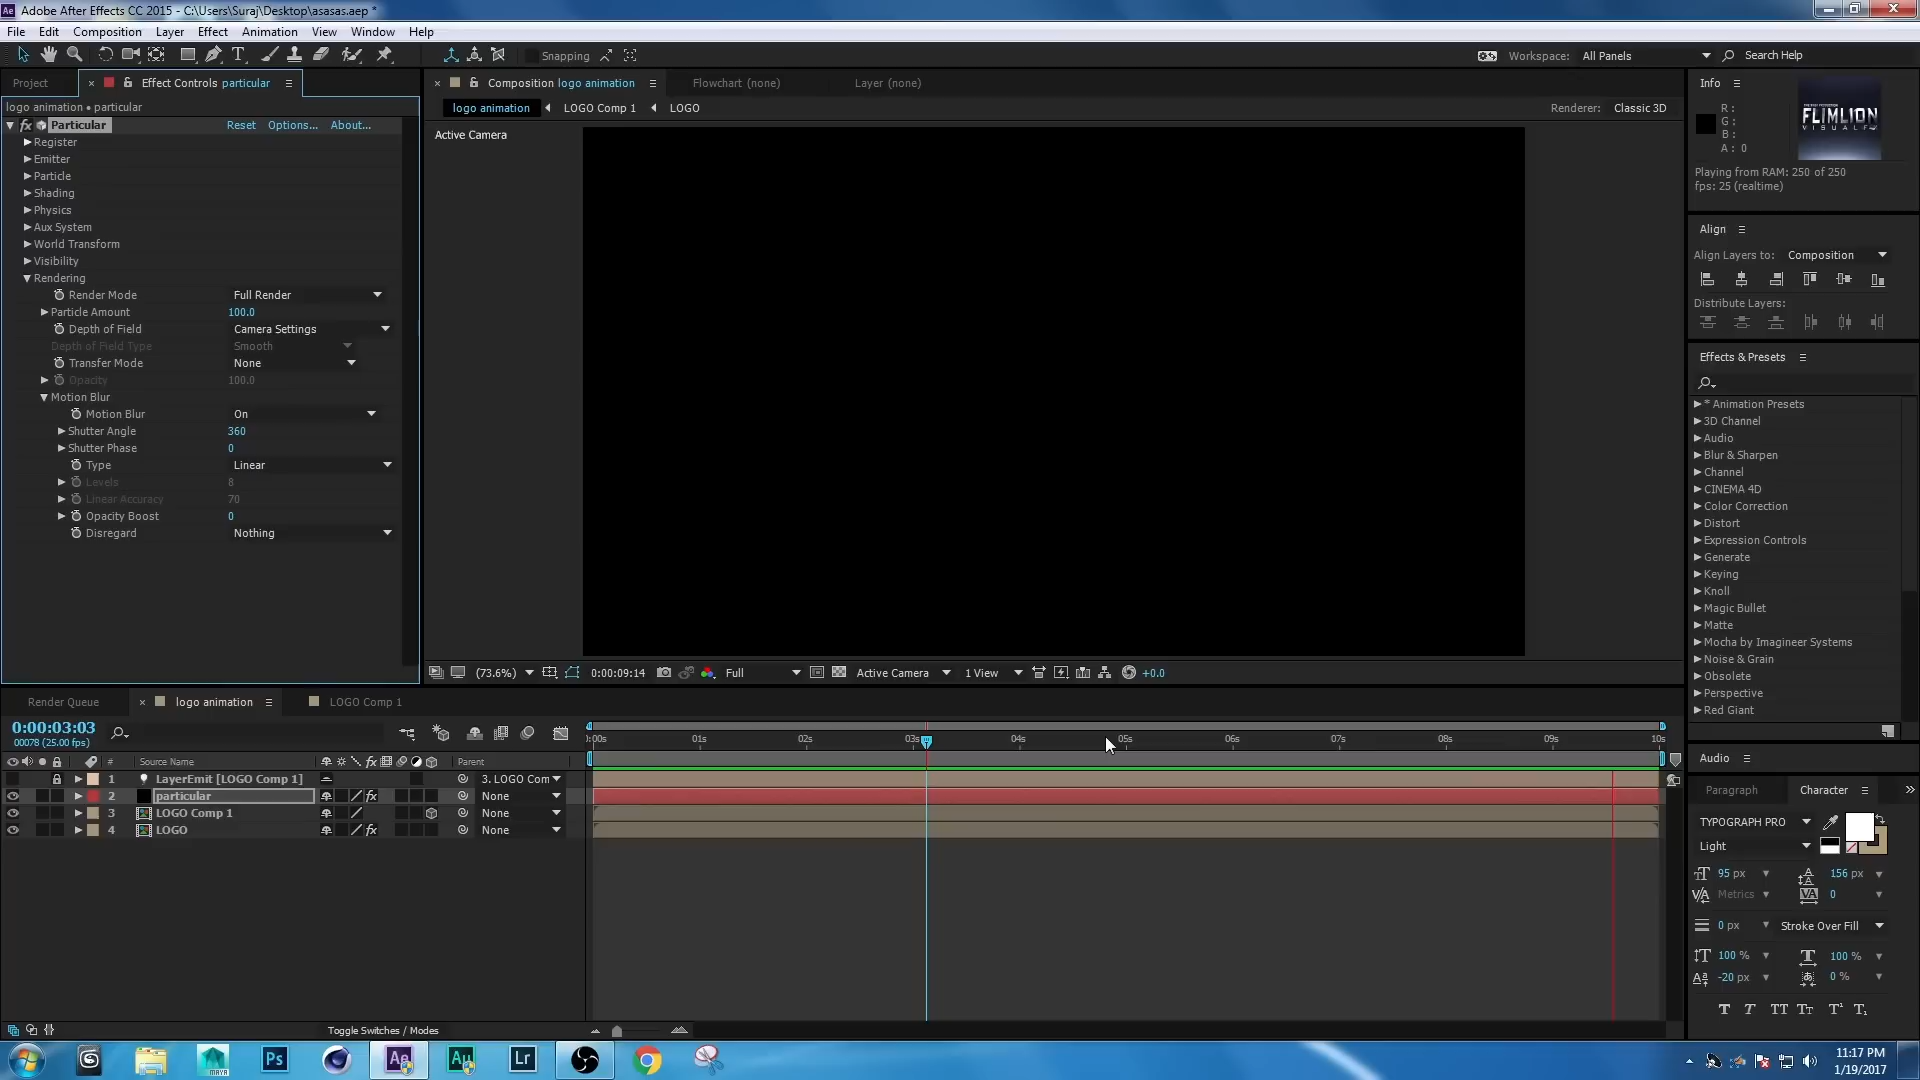 Adobe After Effects CC 2015 - C:\Users\Suraj\Desktop\asasas.aep *
File Edit Composition Layer Effect Animation View Window Help
Snapping
Workspace: All Panels
Search Help
Project
Effect Controls particular
logo animation • particular
fx Particular Reset Options... About...
Register
Emitter
Particle
Shading
Physics
Aux System
World Transform
Visibility
Rendering
Render Mode Full Render
Particle Amount 100.0
Depth of Field Camera Settings
Depth of Field Type Smooth
Transfer Mode None
Opacity 100.0
Motion Blur
Motion Blur On
Shutter Angle 360
Shutter Phase 0
Type Linear
Levels 8
Linear Accuracy 70
Opacity Boost 0
Disregard Nothing
Composition logo animation
Flowchart (none)
Layer (none)
logo animation LOGO Comp 1 LOGO
Renderer: Classic 3D
Active Camera
(73.6%) 0:00:09:14 Full Active Camera 1 View +0.0
Info
R :
G :
B :
A : 0
FLIMLION
Playing from RAM: 250 of 250
fps: 25 (realtime)
Align
Align Layers to: Composition
Distribute Layers:
Effects & Presets
* Animation Presets
3D Channel
Audio
Blur & Sharpen
Channel
CINEMA 4D
Color Correction
Distort
Expression Controls
Generate
Keying
Knoll
Magic Bullet
Matte
Mocha by Imagineer Systems
Noise & Grain
Obsolete
Perspective
Red Giant
Audio
Paragraph Character
TYPOGRAPH PRO
Light
95 px 156 px
Metrics 0
0 px Stroke Over Fill
100 % 100 %
-20 px 0 %
Render Queue logo animation LOGO Comp 1
0:00:03:03
00078 (25.00 fps)
:00s 01s 02s 03s 04s 05s 06s 07s 08s 09s 10s
# Source Name Parent
1 LayerEmit [LOGO Comp 1] 3. LOGO Com
2 particular None
3 LOGO Comp 1 None
4 LOGO None
Toggle Switches / Modes
MAYA Ps Ae Au Lr
11:17 PM
1/19/2017